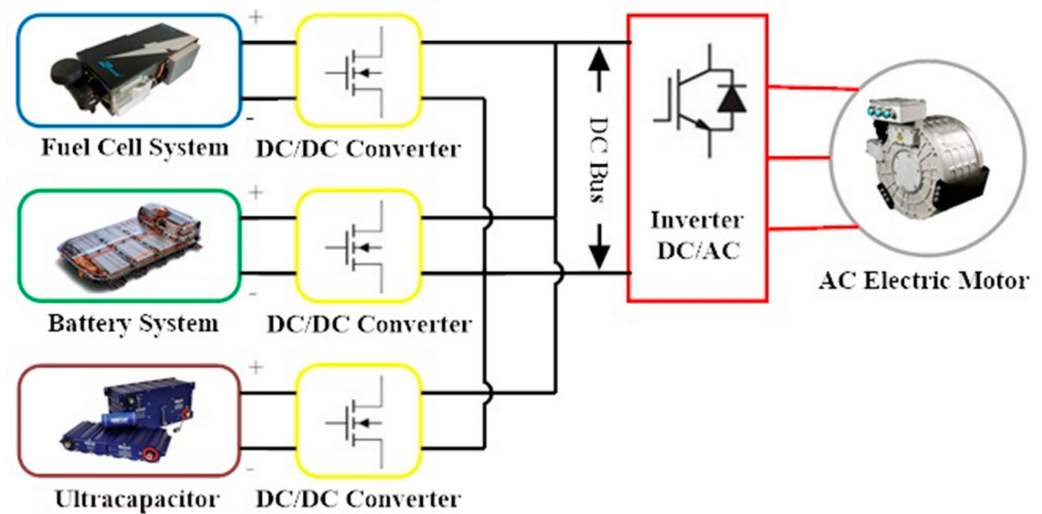 +
-
Fuel Cell System
DC/DC Converter
+
-
Battery System
DC/DC Converter
+
-
Ultracapacitor
DC/DC Converter
DC Bus
Inverter
DC/AC
AC Electric Motor